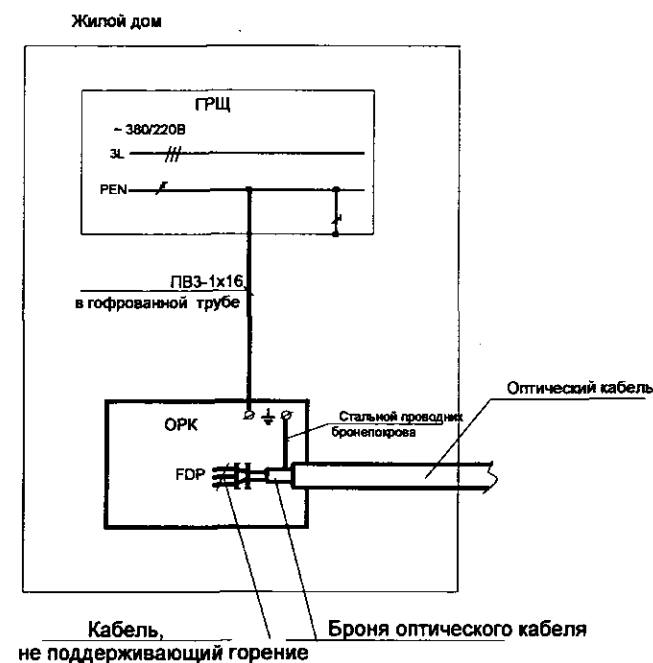 Жилой дом
ГРЩ
~ 380/220В
3L
PEN
ПВ3-1х16,
в гофрованной трубе
Оптический кабель
ОРК
Стальной проводник
бронепокрова
FDP
Кабель,
не поддерживающий горение
Броня оптического кабеля